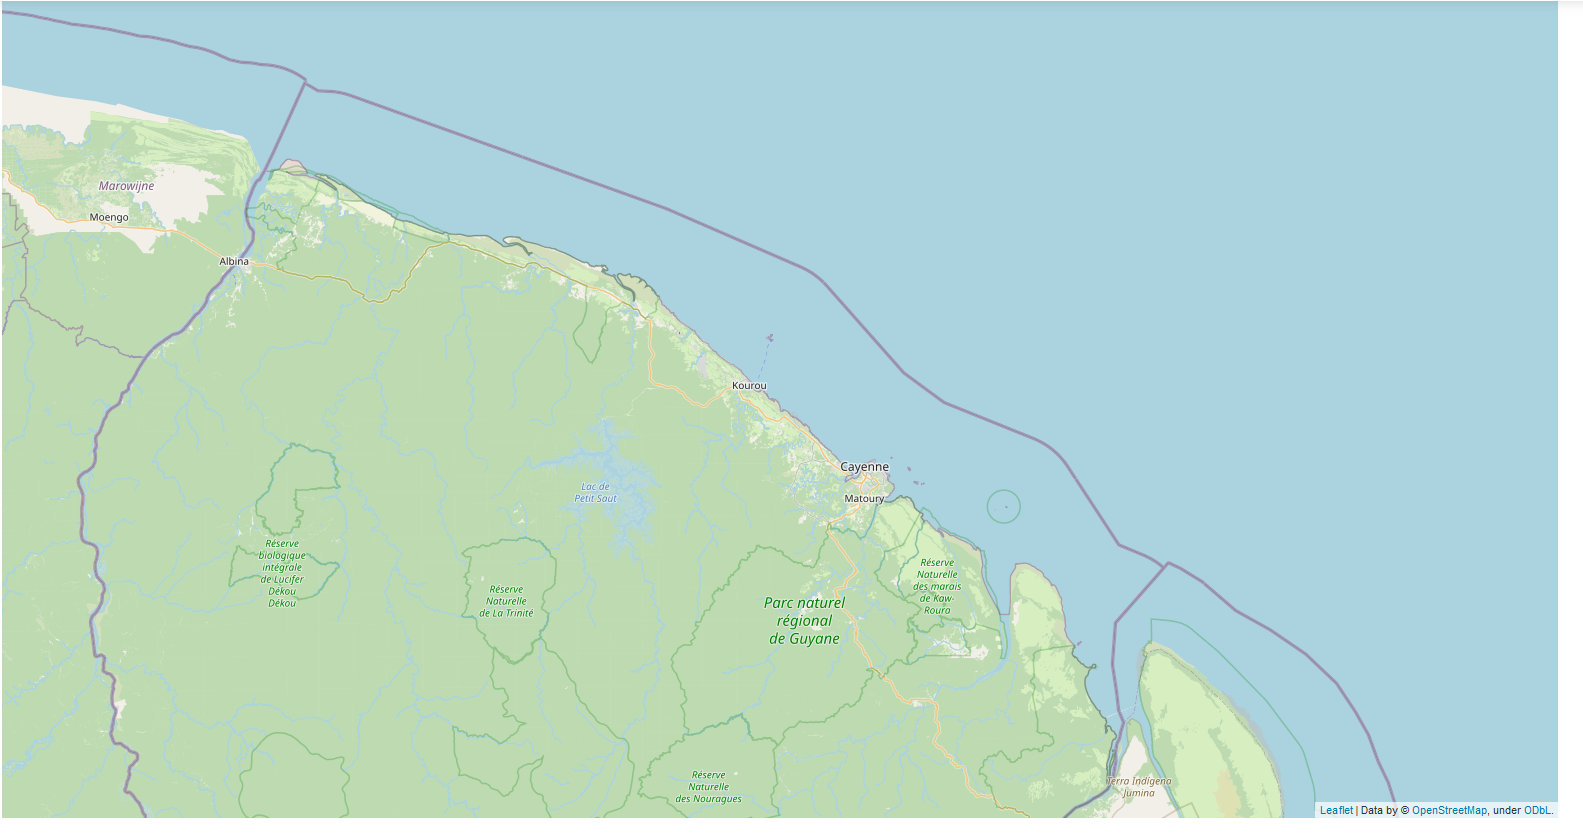 Marowijne
Moengo
Albina
Kourou
Cayenne
Matoury
Lac de
Petit Saut
Réserve
biologique
intégrale
de Lucifer
Dékou
Dékou
Réserve
Naturelle
de La Trinité
Réserve
Naturelle
des marais
de Kaw-
Roura
Parc naturel
régional
de Guyane
Réserve
Naturelle
des Nouragues
Terra Indígena
Jumina
Leaflet | Data by © OpenStreetMap, under ODbL.